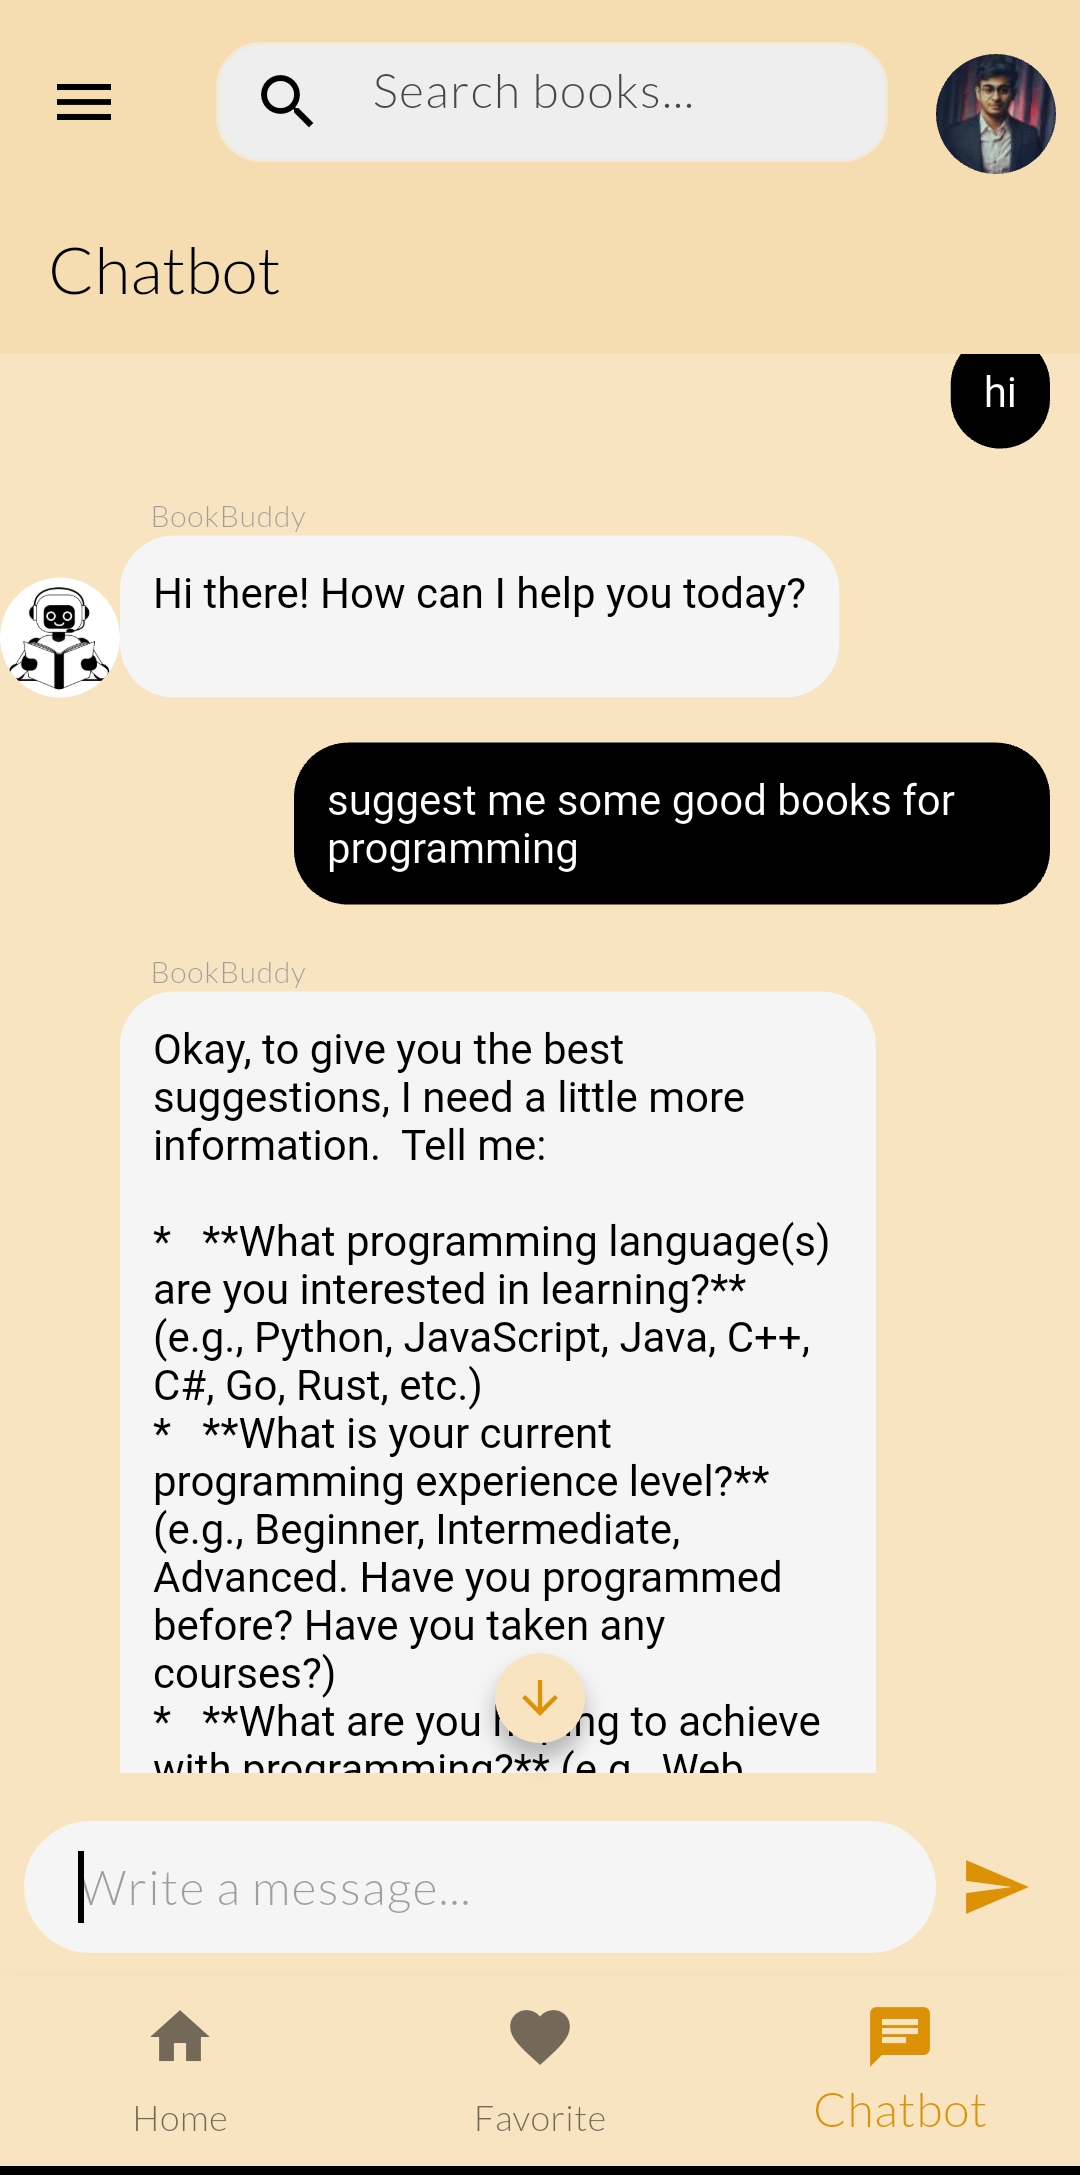 Search books...
Chatbot
hi
BookBuddy
Hi there! How can I help you today?
suggest me some good books for
programming
BookBuddy
Okay, to give you the best
suggestions, I need a little more
information.  Tell me:
*   **What programming language(s)
are you interested in learning?**
(e.g., Python, JavaScript, Java, C++,
C#, Go, Rust, etc.)
*   **What is your current
programming experience level?**
(e.g., Beginner, Intermediate,
Advanced. Have you programmed
before? Have you taken any
courses?)
*   **What are you to achieve
with programming?** (e.g., Web
Write a message...
Home
Favorite
Chatbot